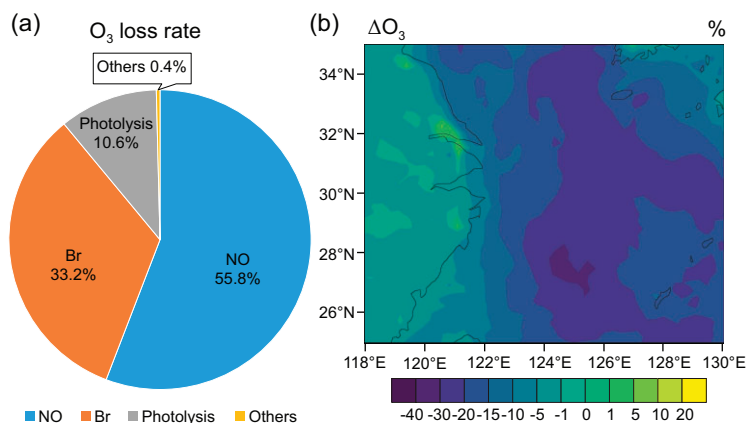 (a)
O3 loss rate
Others 0.4%
Photolysis
10.6%
Br
33.2%
NO
55.8%
NO Br Photolysis Others
(b) ΔO3 %
34°N
32°N
30°N
28°N
26°N
118°E 120°E 122°E 124°E 126°E 128°E 130°E
-40 -30 -20 -15 -10 -5 -1 0 1 5 10 20